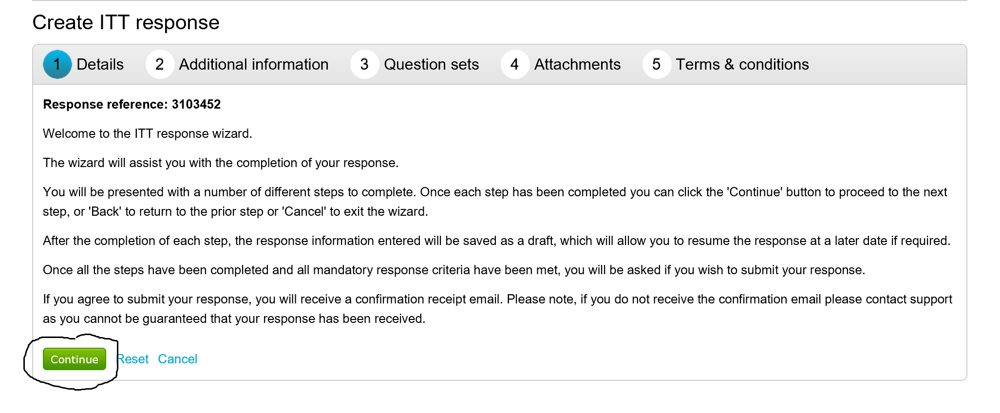 Create ITT response
1 Details 2 Additional information 3 Question sets 4 Attachments 5 Terms & conditions
Response reference: 3103452
Welcome to the ITT response wizard.
The wizard will assist you with the completion of your response.
You will be presented with a number of different steps to complete. Once each step has been completed you can click the 'Continue' button to proceed to the next
step, or 'Back' to return to the prior step or 'Cancel' to exit the wizard.
After the completion of each step, the response information entered will be saved as a draft, which will allow you to resume the response at a later date if required.
Once all the steps have been completed and all mandatory response criteria have been met, you will be asked if you wish to submit your response.
If you agree to submit your response, you will receive a confirmation receipt email. Please note, if you do not receive the confirmation email please contact support
as you cannot be guaranteed that your response has been received.
Continue Reset Cancel